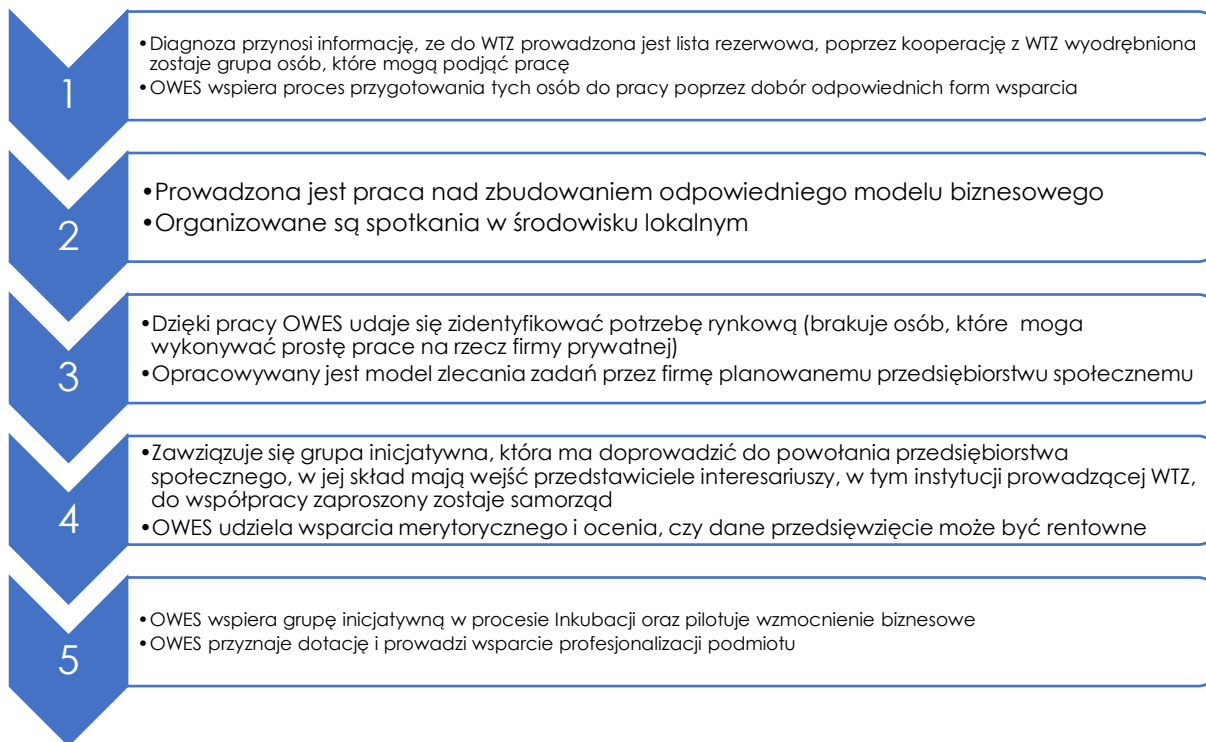 1
•Diagnoza przynosi informację, ze do WTZ prowadzona jest lista rezerwowa, poprzez kooperację z WTZ wyodrębniona
zostaje grupa osób, które mogą podjąć pracę
•OWES wspiera proces przygotowania tych osób do pracy poprzez dobór odpowiednich form wsparcia
2
•Prowadzona jest praca nad zbudowaniem odpowiedniego modelu biznesowego
•Organizowane są spotkania w środowisku lokalnym
3
•Dzięki pracy OWES udaje się zidentyfikować potrzebę rynkową (brakuje osób, które moga
wykonywać prostę prace na rzecz firmy prywatnej)
•Opracowywany jest model zlecania zadań przez firmę planowanemu przedsiębiorstwu społecznemu
4
•Zawziązuje się grupa inicjatywna, która ma doprowadzić do powołania przedsiębiorstwa
społecznego, w jej skład mają wejść przedstawiciele interesariuszy, w tym instytucji prowadzącej WTZ,
do współpracy zaproszony zostaje samorząd
•OWES udziela wsparcia merytorycznego i ocenia, czy dane przedsięwzięcie może być rentowne
5
•OWES wspiera grupę inicjatywną w procesie Inkubacji oraz pilotuje wzmocnienie biznesowe
•OWES przyznaje dotację i prowadzi wsparcie profesjonalizacji podmiotu